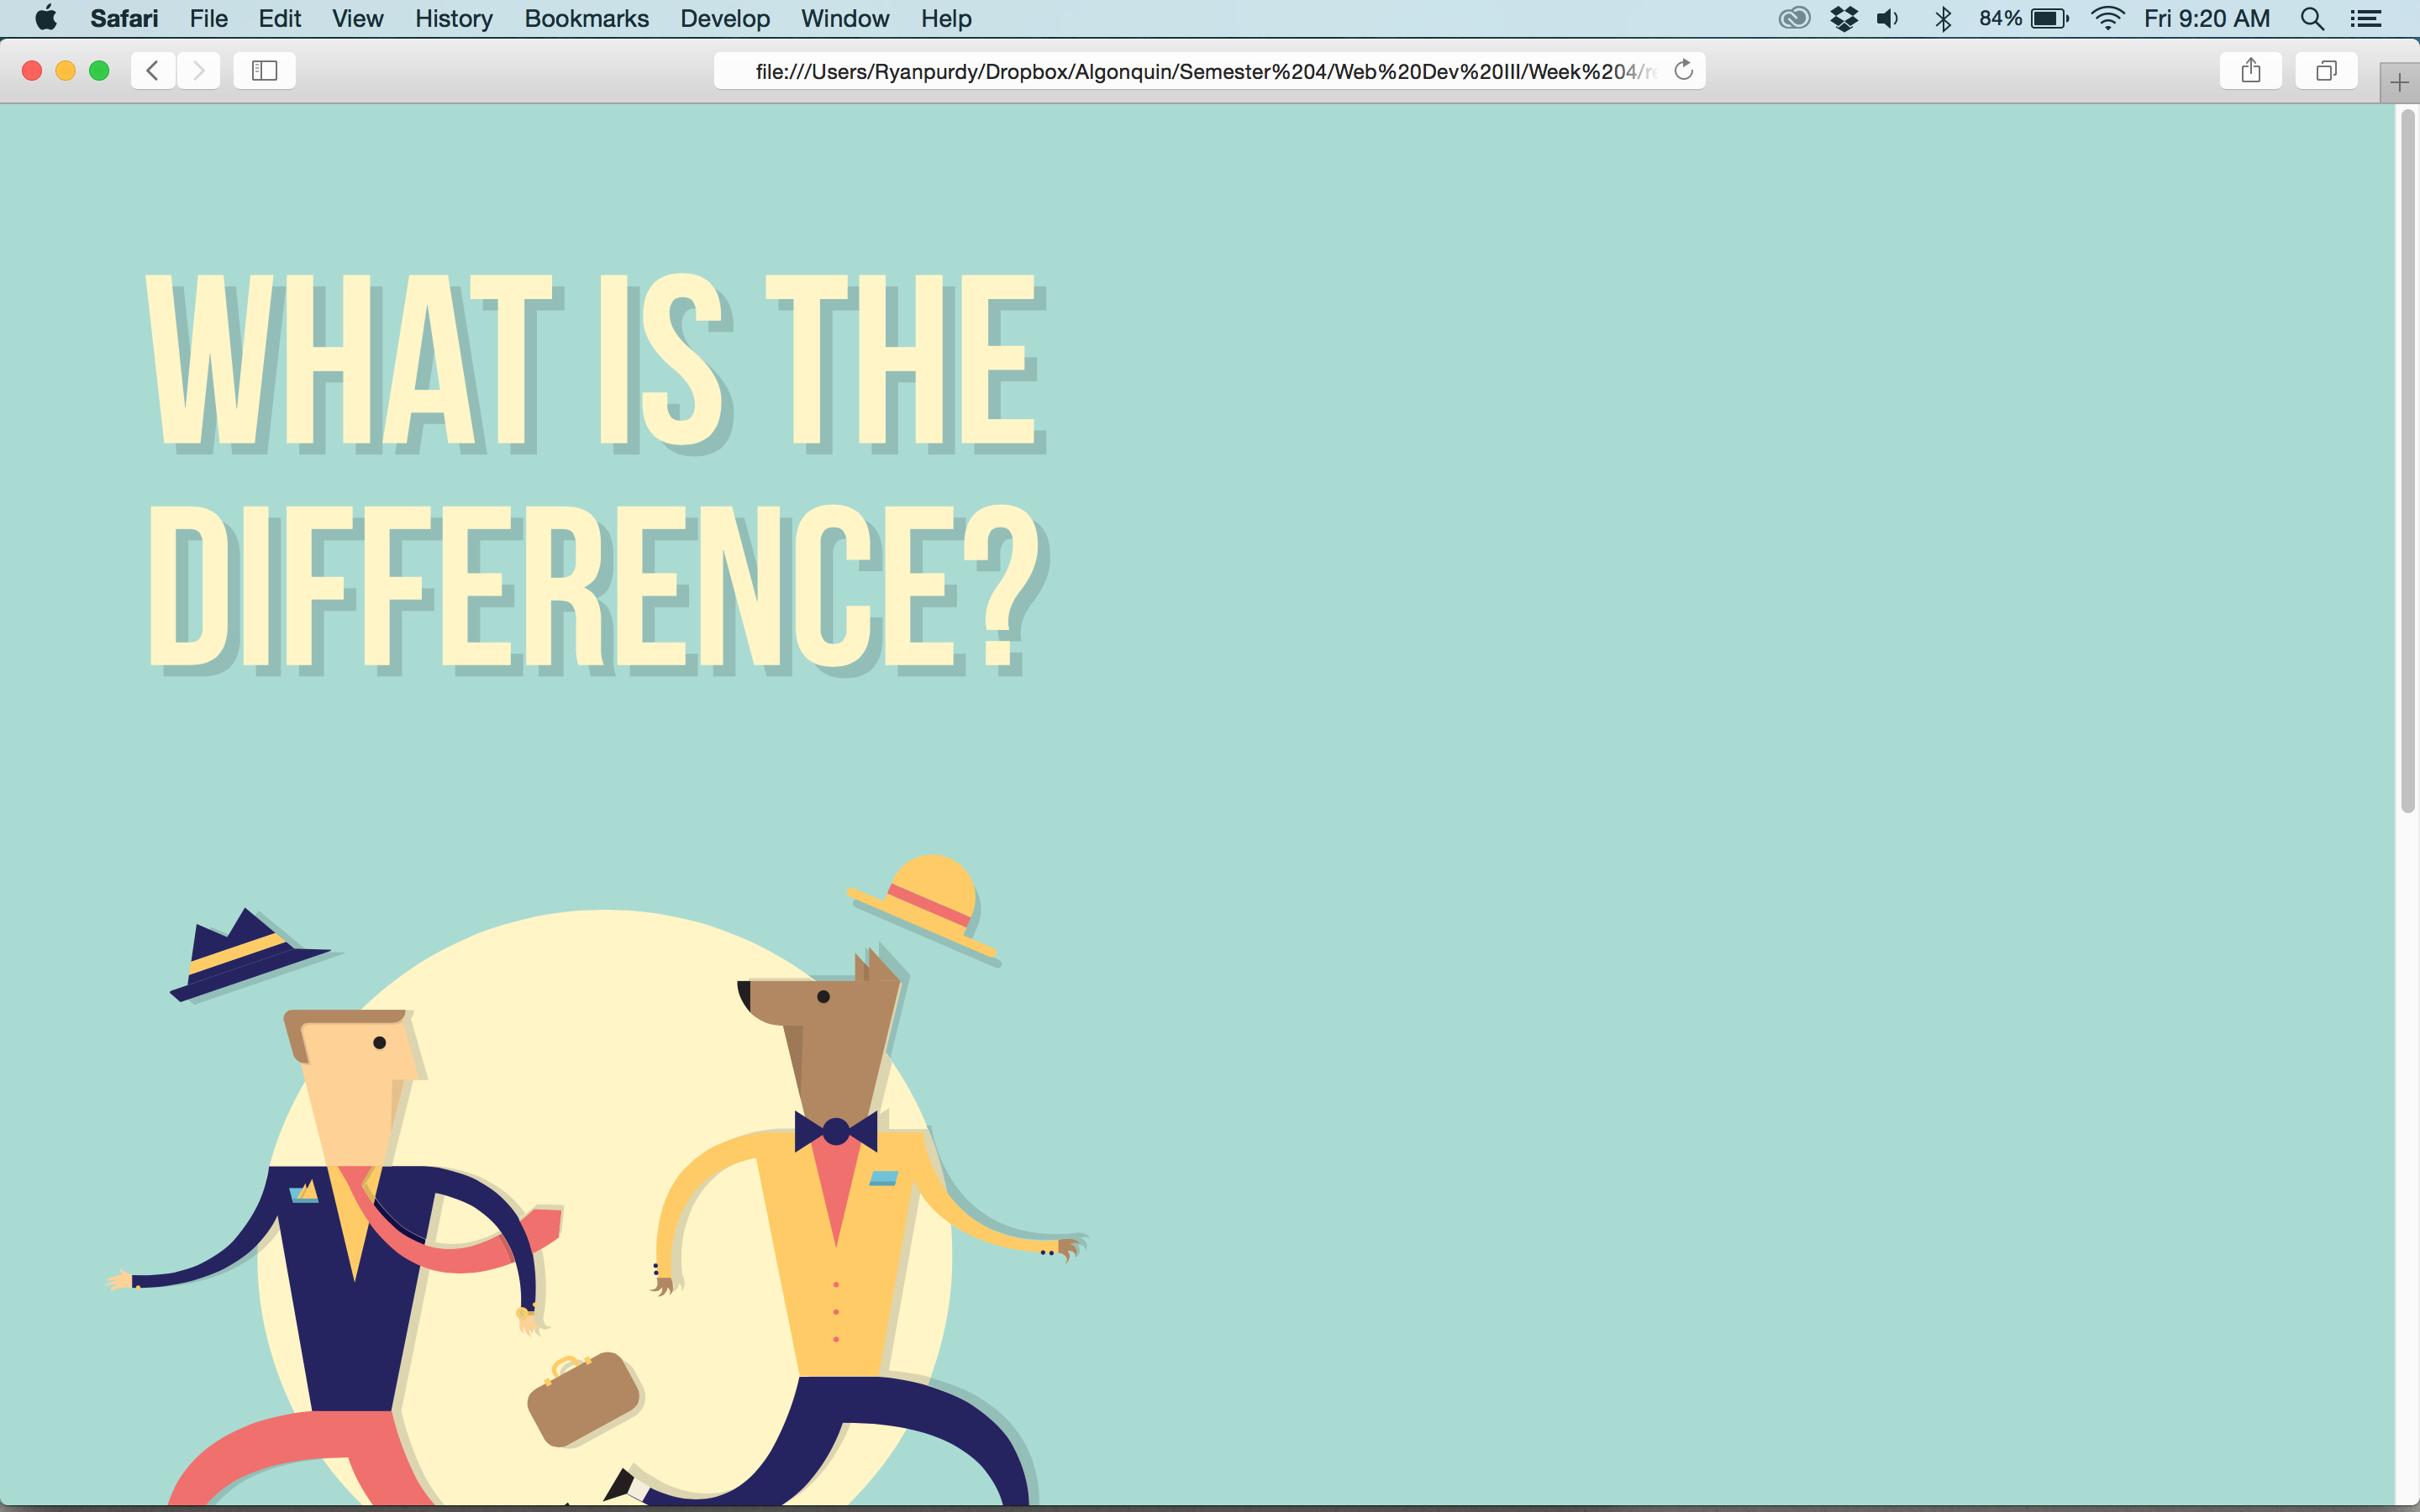 Safari File Edit View History Bookmarks Develop Window Help 84% Fri 9:20 AM
file:///Users/Ryanpurdy/Dropbox/Algonquin/Semester%204/Web%20Dev%20III/Week%204/re
WHAT IS THE
DIFFERENCE?